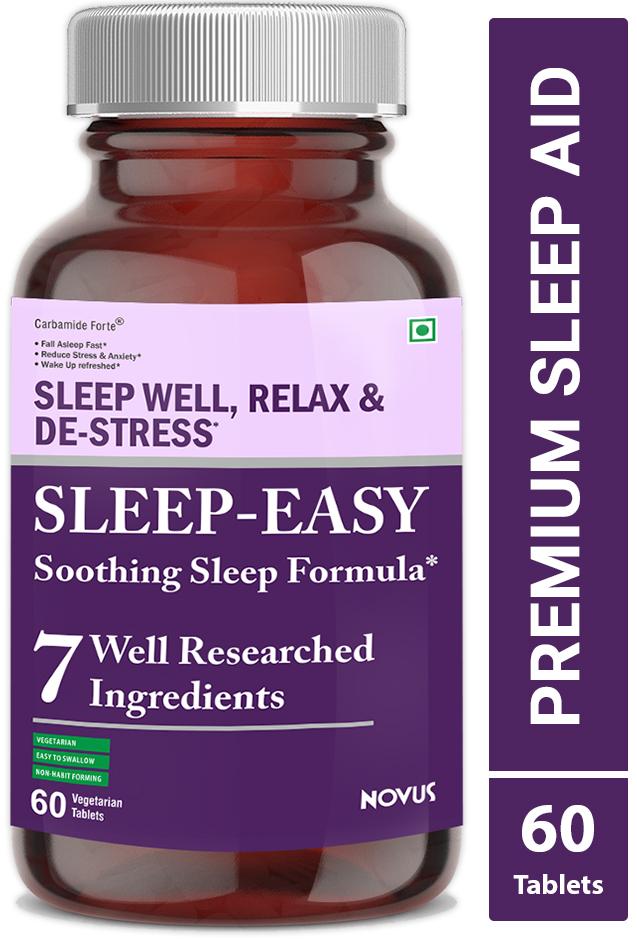 Carbamide Forte®
• Fall Asleep Fast*
• Reduce Stress & Anxiety*
• Wake Up refreshed*
SLEEP WELL, RELAX &
DE-STRESS*
SLEEP-EASY
Soothing Sleep Formula*
7 Well Researched
Ingredients
VEGETARIAN
EASY TO SWALLOW
NON-HABIT FORMING
60 Vegetarian
Tablets
NOVUS
PREMIUM SLEEP AID
60
Tablets